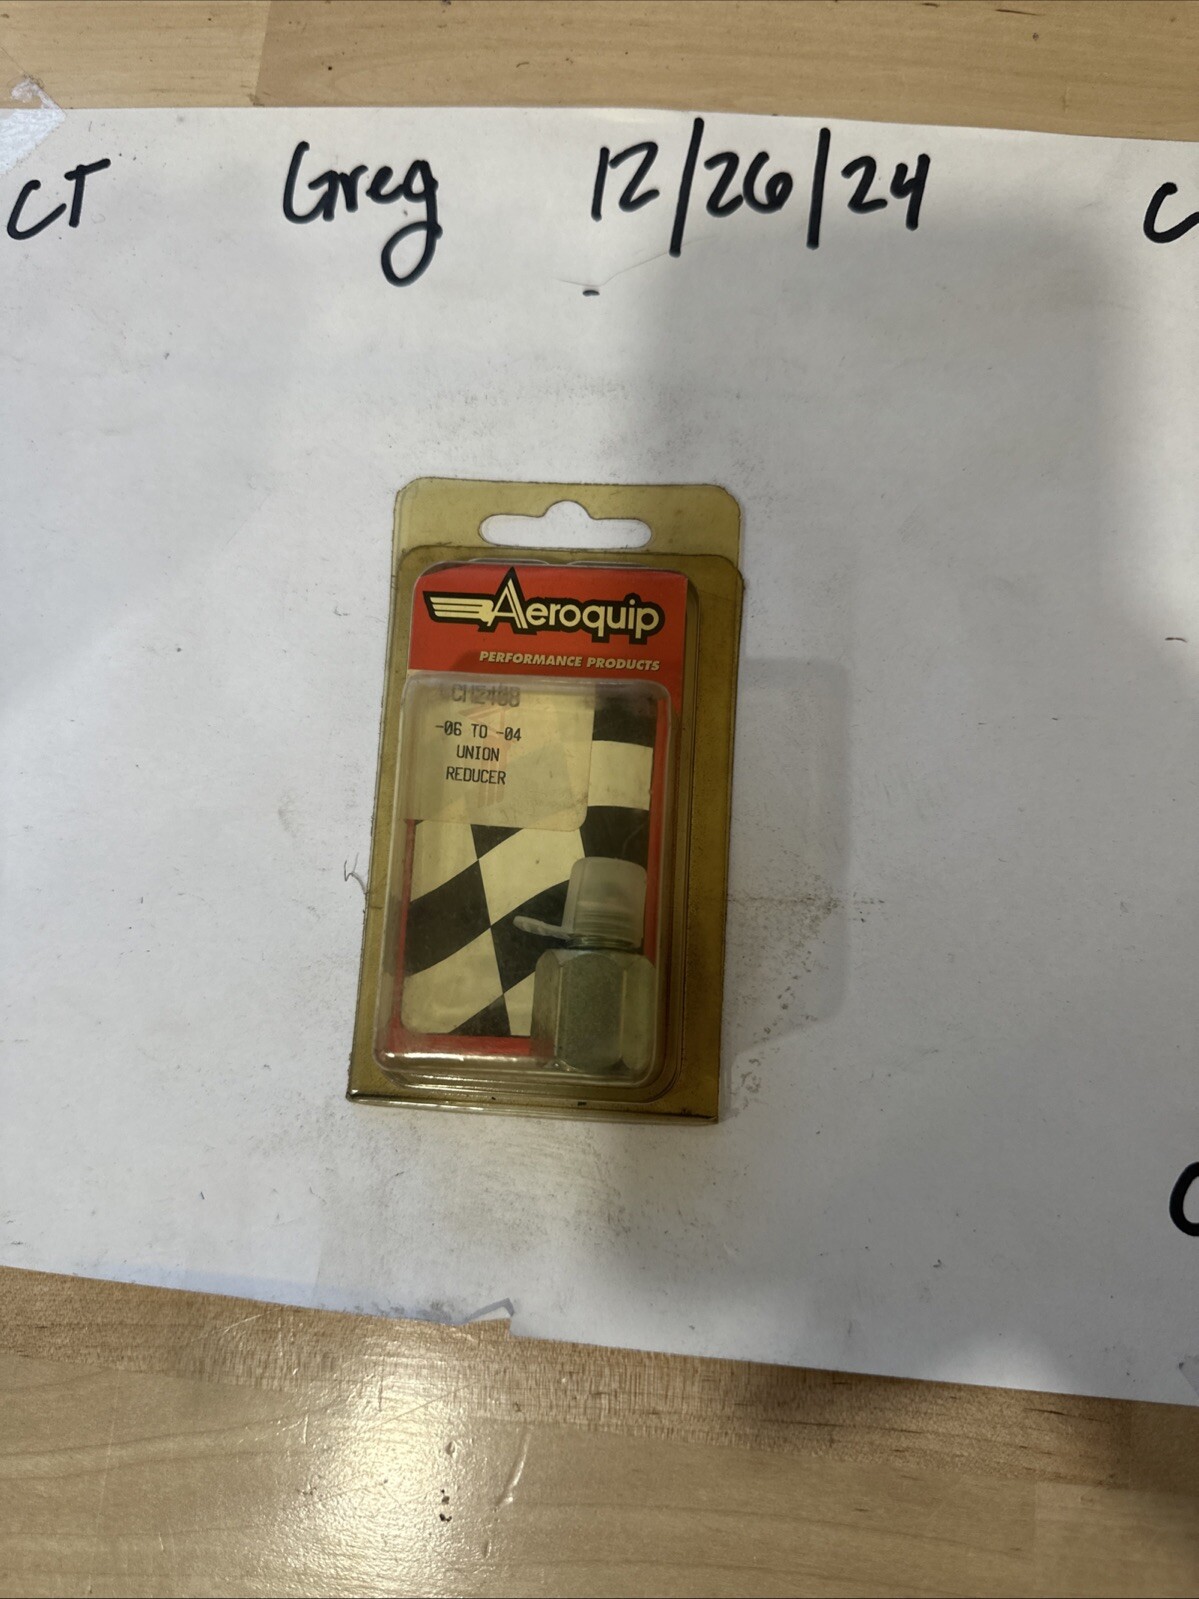 CT Greg 12/26/24 C
Aeroquip
PERFORMANCE PRODUCTS
-06 TO -04
UNION
REDUCER